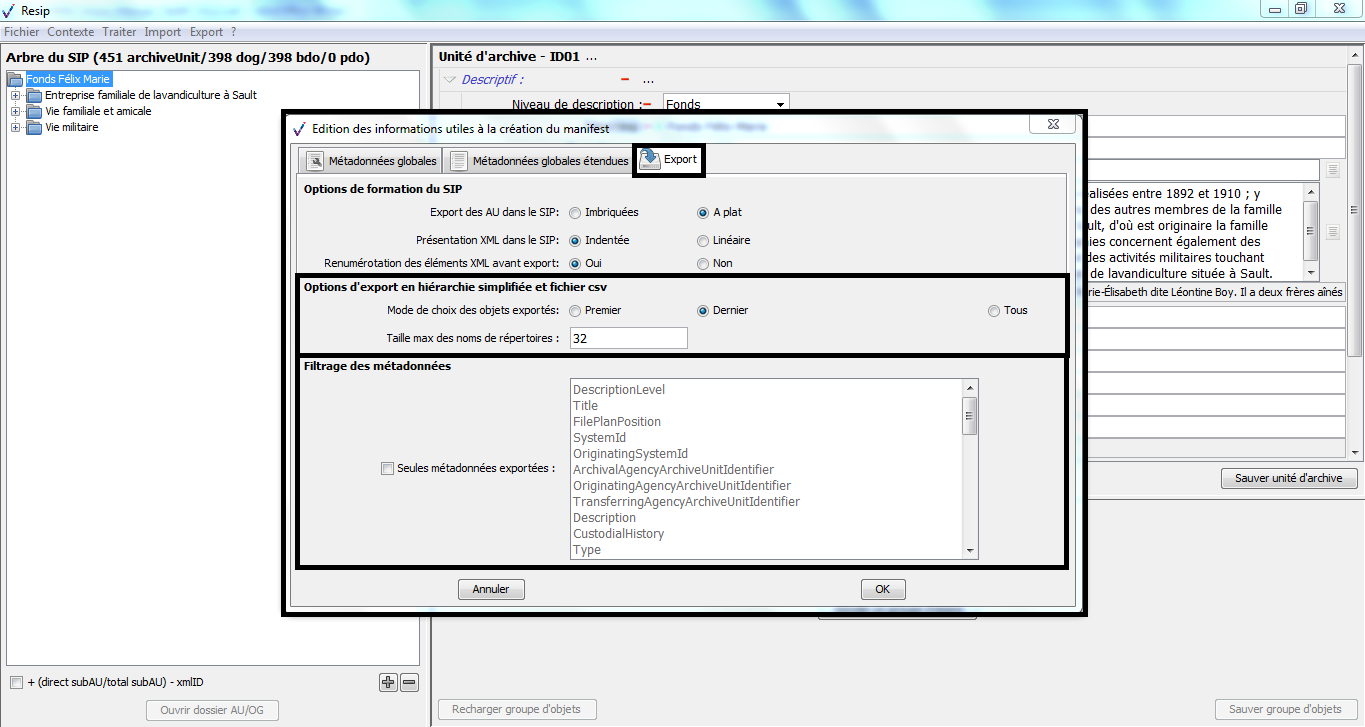 Resip
Fichier Contexte Traiter Import Export ?
Arbre du SIP (451 archiveUnit/398 dog/398 bdo/0 pdo)
Fonds Félix Marie
Entreprise familiale de lavandiculture à Sault
Vie familiale et amicale
Vie militaire
+ (direct subAU/total subAU) - xmlID
Ouvrir dossier AU/OG
Unité d'archive - ID01 ...
Descriptif : ...
Niveau de description : Fonds
Edition des informations utiles à la création du manifest
Métadonnées globales
Métadonnées globales étendues
Export
Options de formation du SIP
Export des AU dans le SIP: Imbriquées A plat
Présentation XML dans le SIP: Indentée Linéaire
Renumérotation des éléments XML avant export: Oui Non
Options d'export en hiérarchie simplifiée et fichier csv
Mode de choix des objets exportés: Premier Dernier Tous
Taille max des noms de répertoires : 32
Filtrage des métadonnées
Seules métadonnées exportées :
DescriptionLevel
Title
FilePlanPosition
SystemId
OriginatingSystemId
ArchivalAgencyArchiveUnitIdentifier
OriginatingAgencyArchiveUnitIdentifier
TransferringAgencyArchiveUnitIdentifier
Description
CustodialHistory
Type
Annuler
OK
alisées entre 1892 et 1910 ; y
des autres membres de la famille
ult, d'où est originaire la famille
ies concernent également des
des activités militaires touchant
de lavandiculture située à Sault.
rie-Élisabeth dite Léontine Boy. Il a deux frères aînés
Sauver unité d'archive
Recharger groupe d'objets
Sauver groupe d'objets